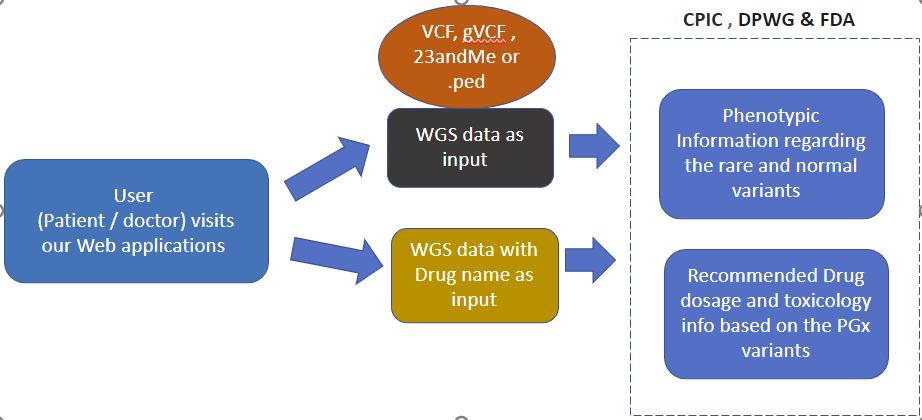 CPIC , DPWG & FDA
VCF, gVCF ,
23andMe or
.ped
WGS data as
input
Phenotypic
Information regarding
the rare and normal
variants
User
(Patient / doctor) visits
our Web applications
WGS data with
Drug name as
input
Recommended Drug
dosage and toxicology
info based on the PGx
variants